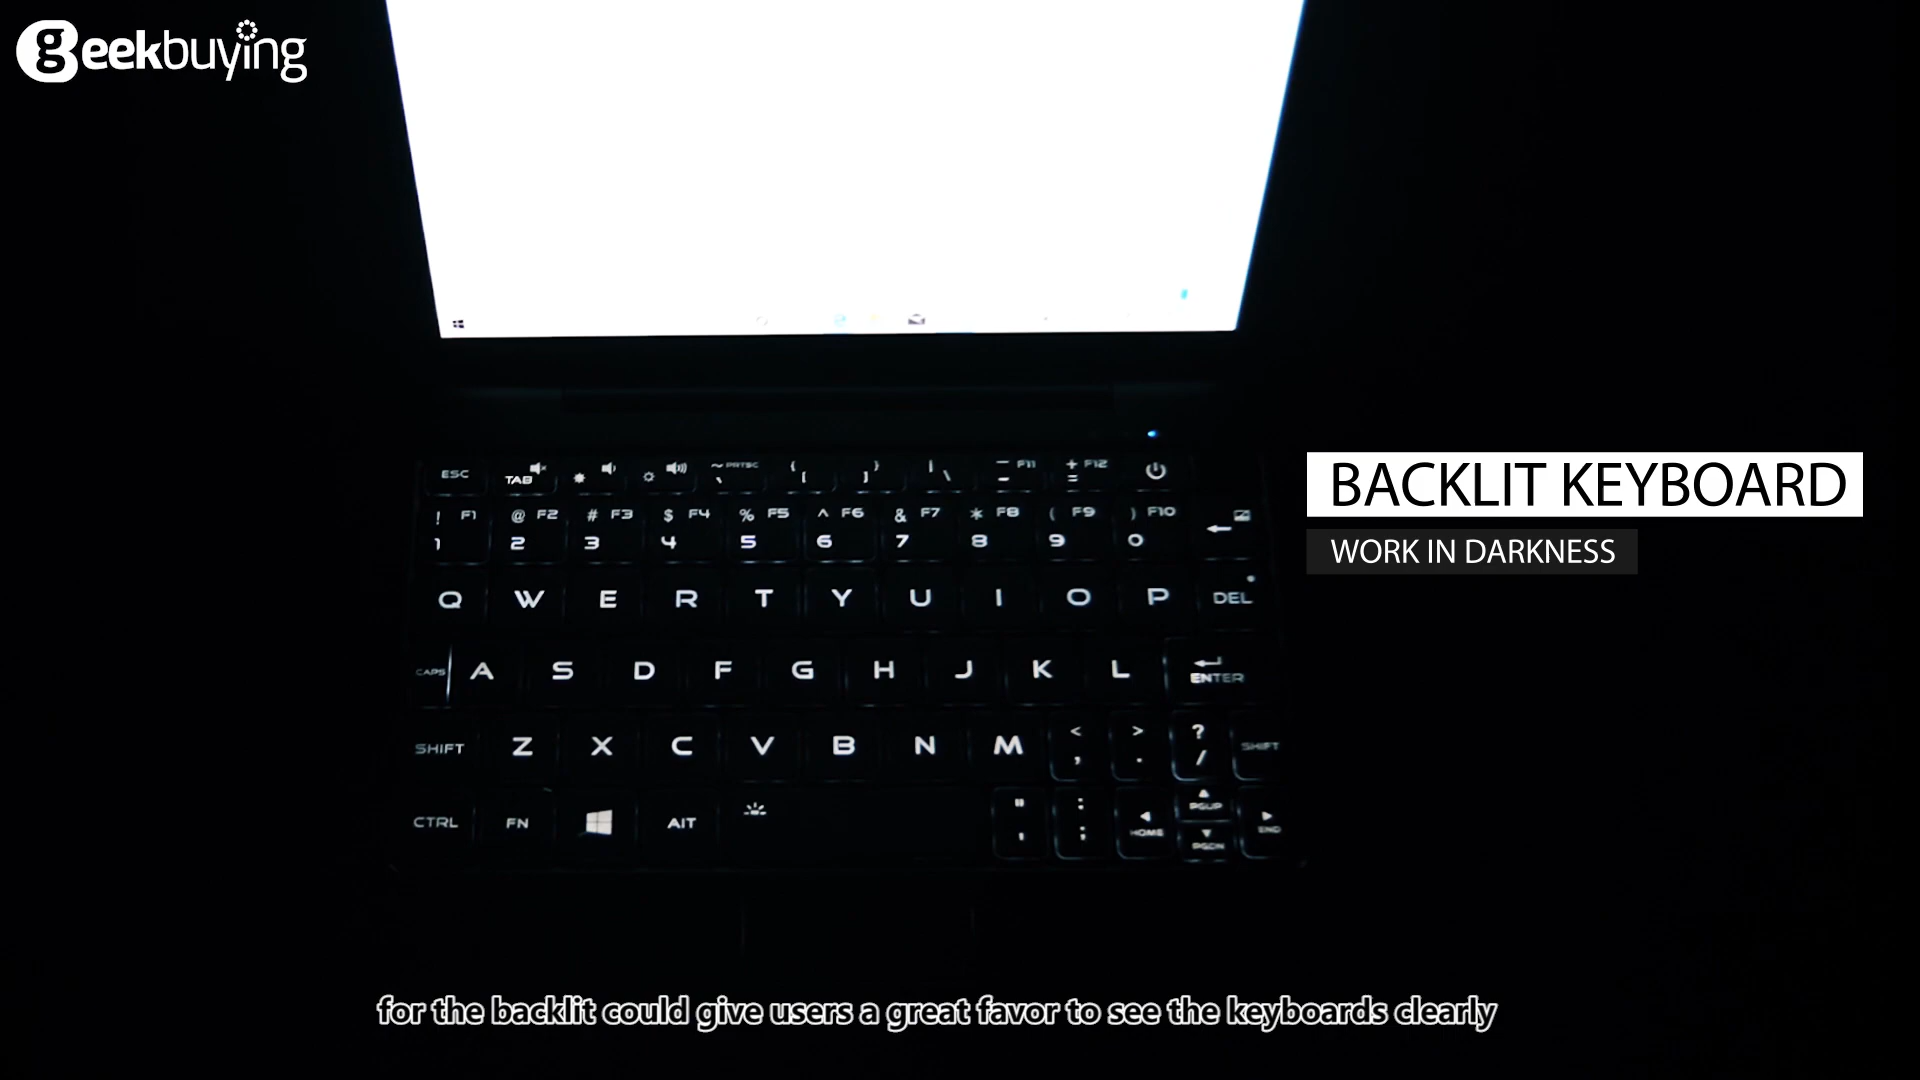 geekbuying
ESC TAB ~ PRTSC ` { [ } ] | \ — F11 - + F12 =
! F1 @ F2 # F3 $ F4 % F5 ^ F6 & F7 * F8 ( F9 ) F10
1 2 3 4 5 6 7 8 9 0 ←
Q W E R T Y U I O P DEL
CAPS A S D F G H J K L ENTER
SHIFT Z X C V B N M < , > . ? / SHIFT
CTRL FN AIT " ' : ; HOME PGUP PGDN END
BACKLIT KEYBOARD
WORK IN DARKNESS
for the backlit could give users a great favor to see the keyboards clearly